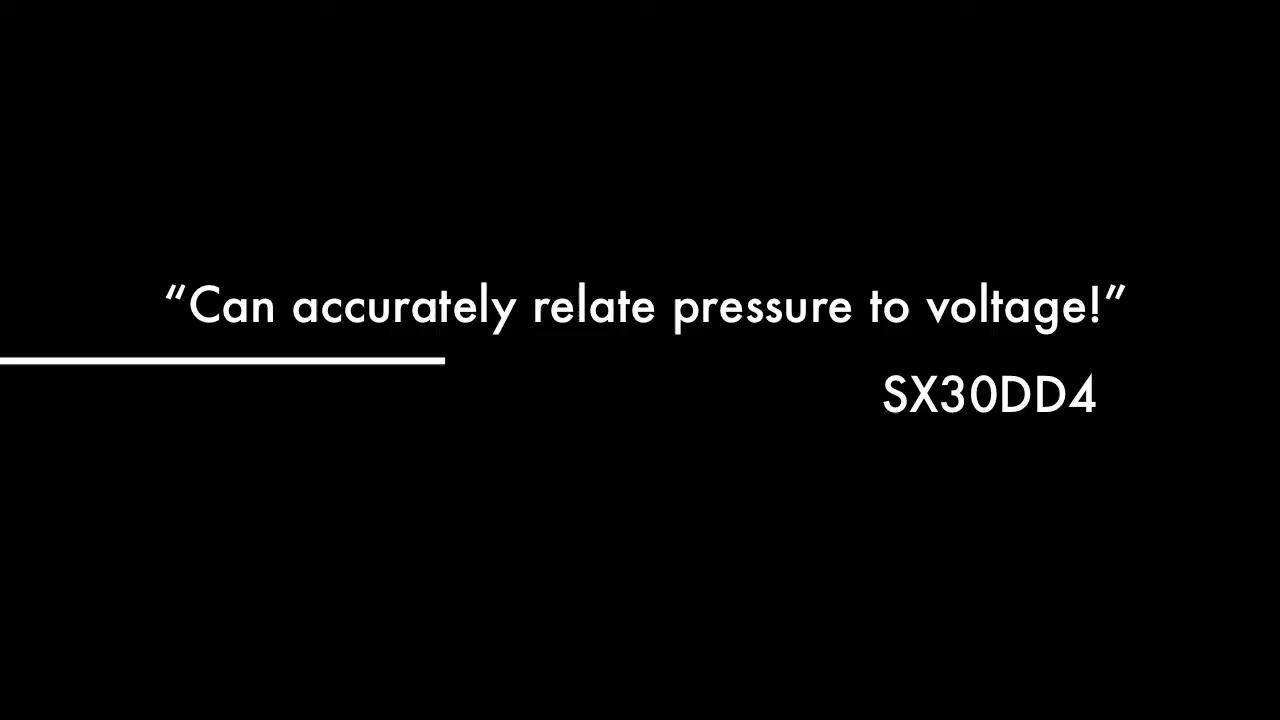 “Can accurately relate pressure to voltage!”
SX30DD4